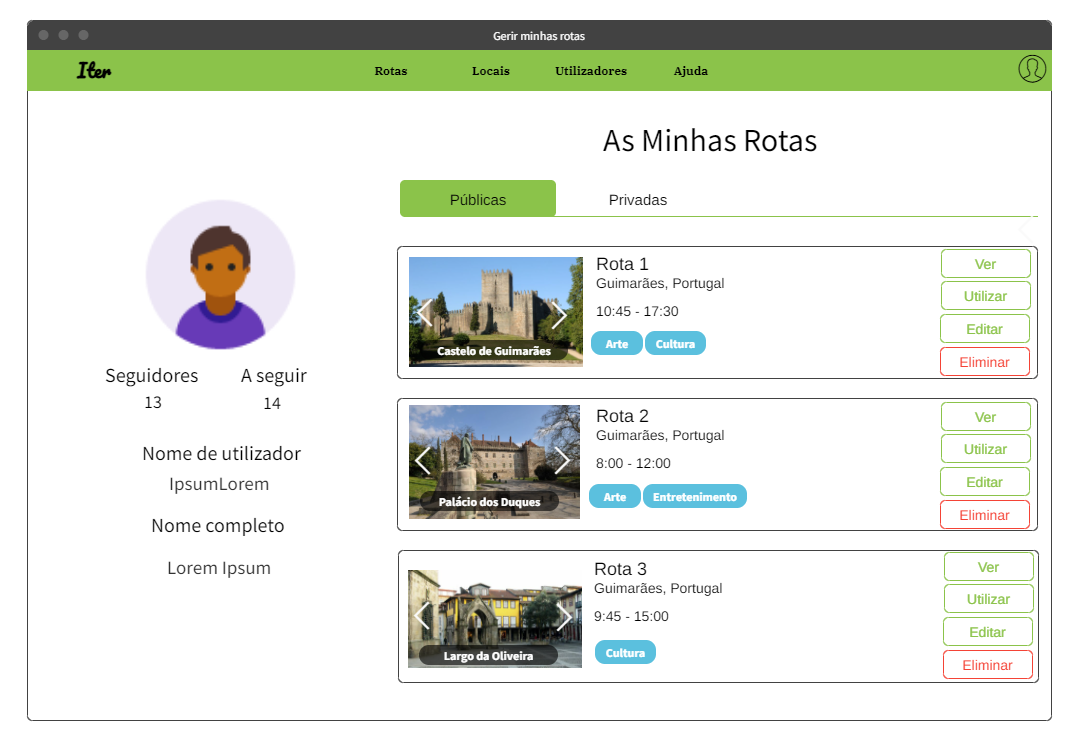 Gerir minhas rotas
Iter
Rotas
Locais
Utilizadores
Ajuda
As Minhas Rotas
Públicas
Privadas
Seguidores
A seguir
13
14
Nome de utilizador
IpsumLorem
Nome completo
Lorem Ipsum
Castelo de Guimarães
Rota 1
Guimarães, Portugal
10:45 - 17:30
Arte
Cultura
Ver
Utilizar
Editar
Eliminar
Palácio dos Duques
Rota 2
Guimarães, Portugal
8:00 - 12:00
Arte
Entretenimento
Ver
Utilizar
Editar
Eliminar
Largo da Oliveira
Rota 3
Guimarães, Portugal
9:45 - 15:00
Cultura
Ver
Utilizar
Editar
Eliminar